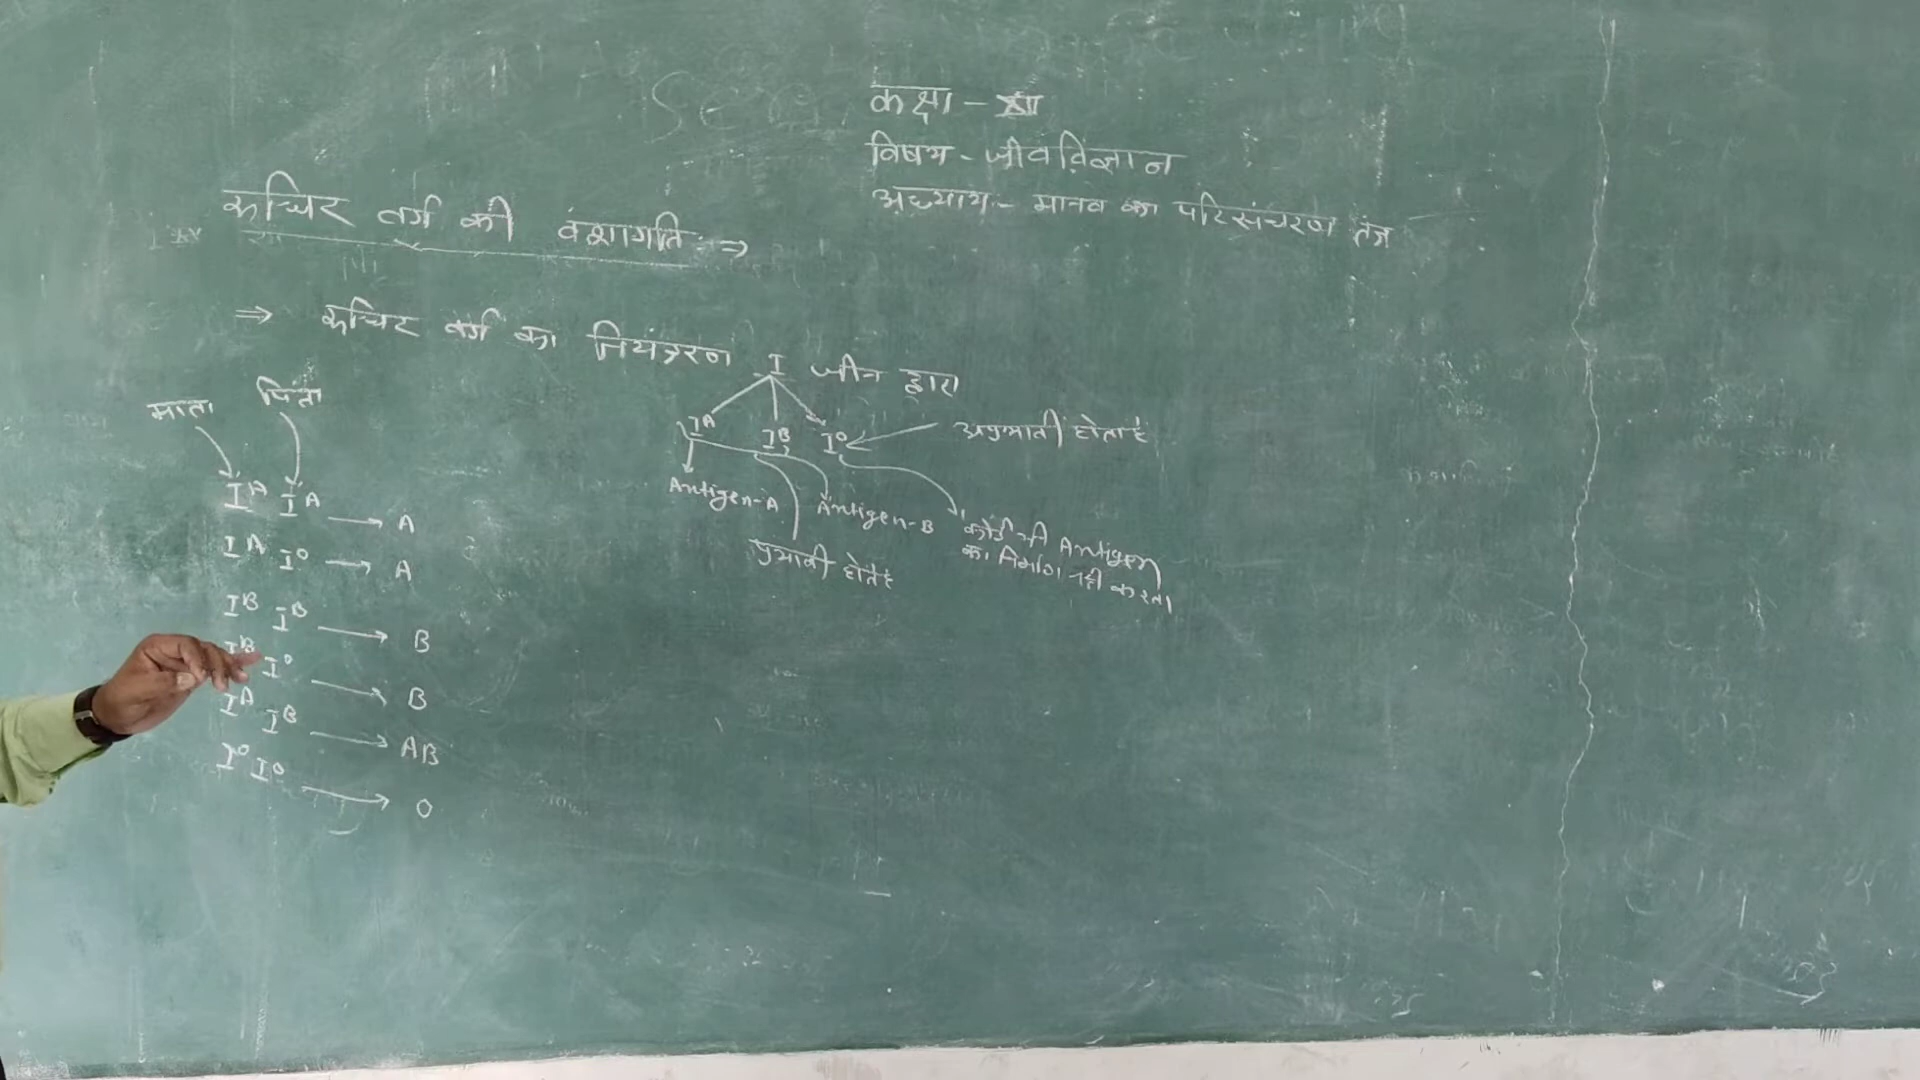 कक्षा - XII
विषय - जीवविज्ञान
अध्याय - मानव का परिसंचरण तंत्र
रुधिर वर्ग की वंशागति : ⇒
⇒ रुधिर वर्ग का नियंत्रण I जीन द्वारा
माता पिता
I^A I^B I^O ← अप्रभावी होता है
Antigen-A Antigen-B कोई भी Antigen
का निर्माण नही करता।
प्रभावी होते है
I^A I^A → A
I^A I^O → A
I^B I^B → B
I^B I^O → B
I^A I^B → AB
I^O I^O → O